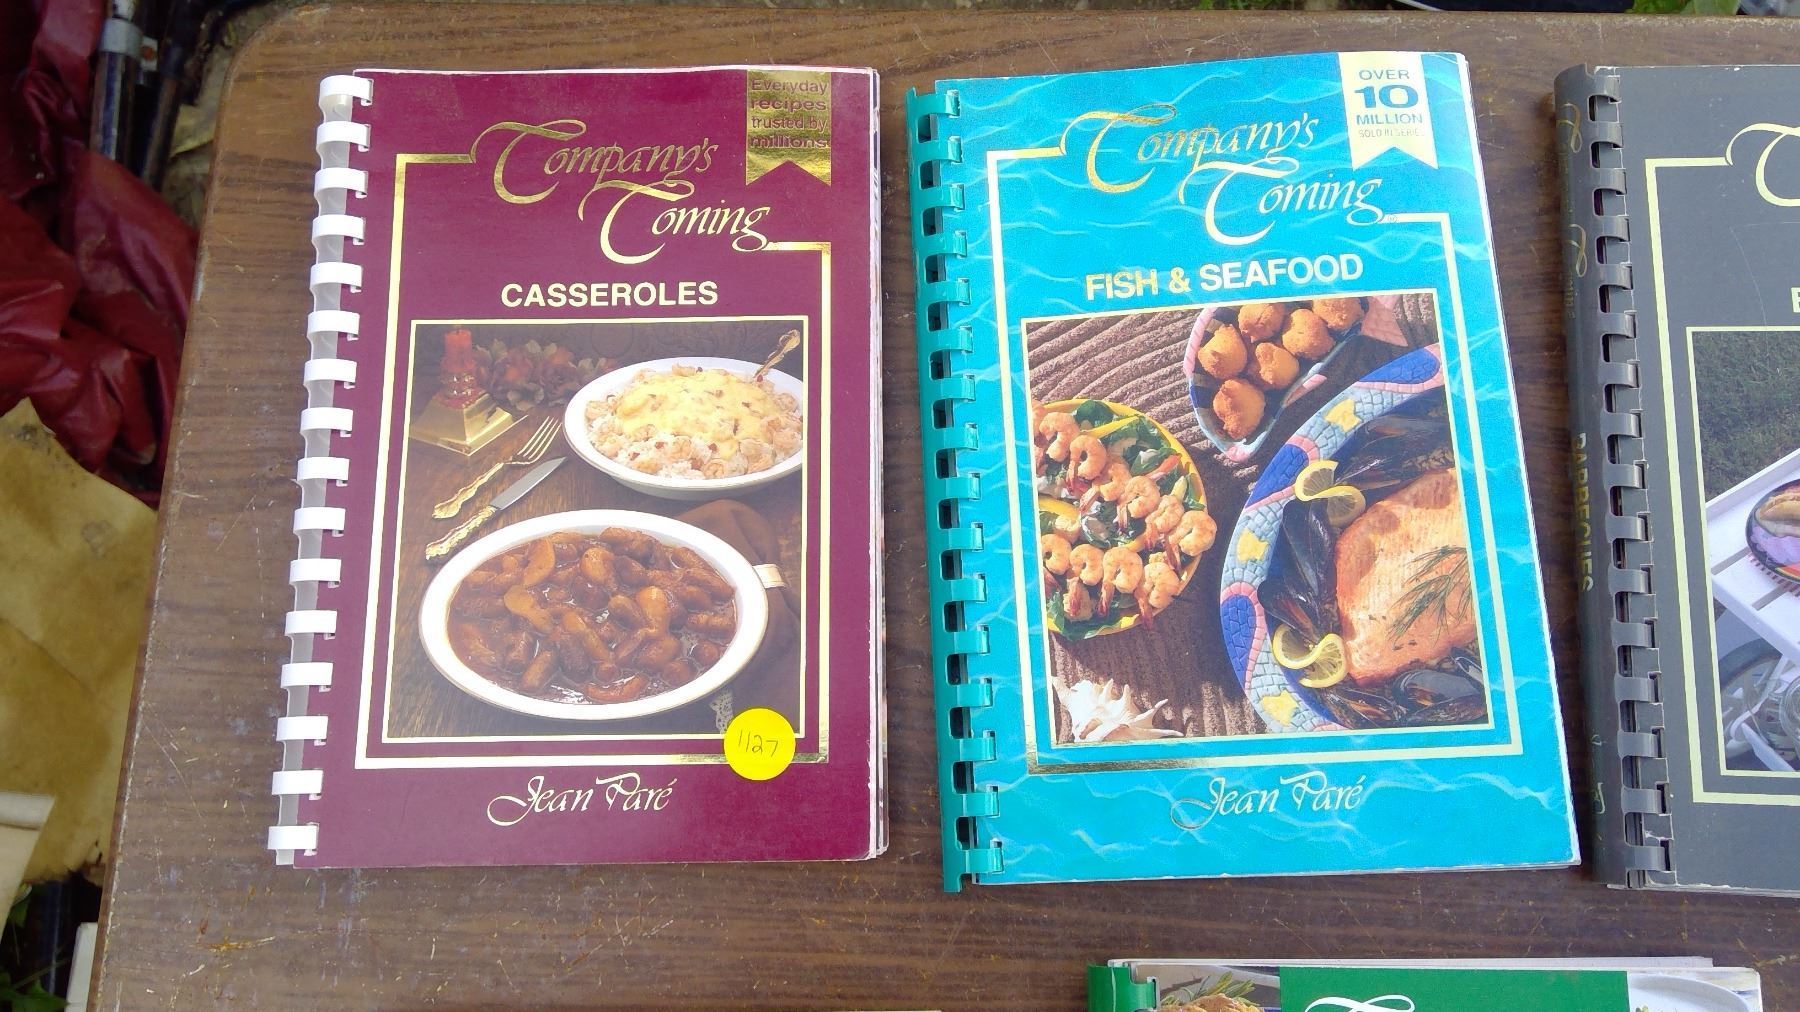 Everyday
recipes
trusted by
millions
Company's
Coming
CASSEROLES
1127
Jean Paré
OVER
10
MILLION
SOLD IN SERIES
Company's
Coming
FISH & SEAFOOD
Jean Paré
BARBECUES